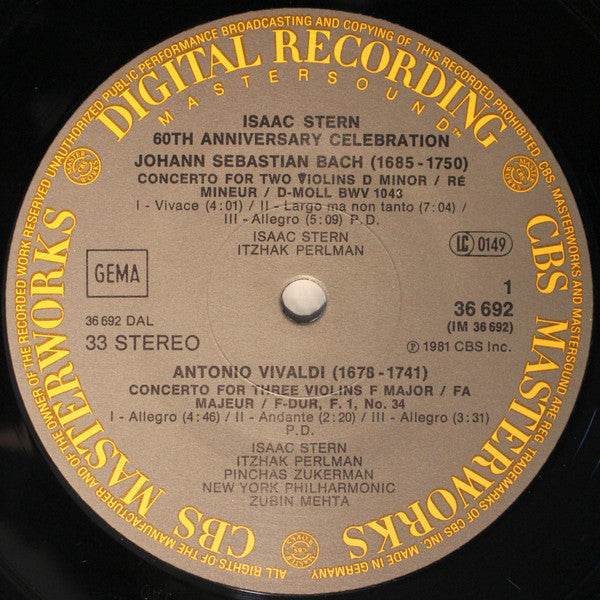 UNAUTHORIZED PUBLIC PERFORMANCE BROADCASTING AND COPYING OF THIS RECORDING PROHIBITED. CBS, MASTERWORKS AND MASTERSOUND ARE REG. TRADEMARKS OF CBS INC. MADE IN GERMANY.
ALL RIGHTS OF THE MANUFACTURER AND OF THE OWNER OF THE RECORDED WORK RESERVED
DIGITAL RECORDING
MASTERSOUND™
CBS MASTERWORKS
CBS MASTERWORKS
ISAAC STERN
60TH ANNIVERSARY CELEBRATION
JOHANN SEBASTIAN BACH (1685-1750)
CONCERTO FOR TWO VIOLINS D MINOR / RÉ
MINEUR / D-MOLL BWV 1043
I - Vivace (4:01) / II - Largo ma non tanto (7:04) /
III - Allegro (5:09) P.D.
ISAAC STERN
ITZHAK PERLMAN
LC 0149
GEMA
1
36 692
(IM 36 692)
36 692 DAL
33 STEREO
℗ 1981 CBS Inc.
ANTONIO VIVALDI (1678-1741)
CONCERTO FOR THREE VIOLINS F MAJOR / FA
MAJEUR / F-DUR, F. 1, No. 34
I - Allegro (4:46) / II - Andante (2:20) / III - Allegro (3:31)
P.D.
ISAAC STERN
ITZHAK PERLMAN
PINCHAS ZUKERMAN
NEW YORK PHILHARMONIC
ZUBIN MEHTA